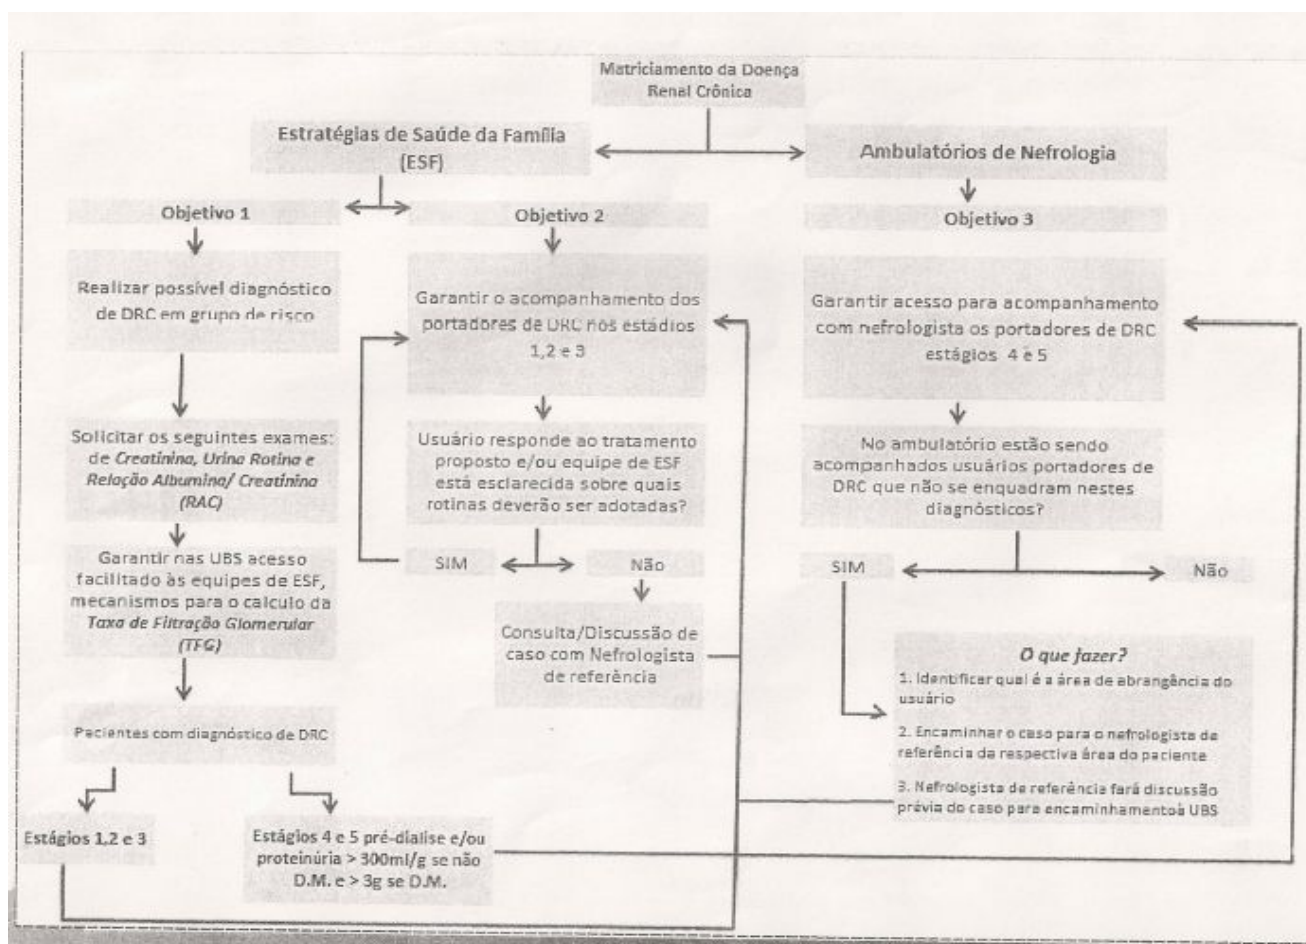 Matriciamento da Doença
Renal Crônica
Estratégias de Saúde da Família
(ESF)
Ambulatórios de Nefrologia
Objetivo 1
Objetivo 2
Objetivo 3
Realizar possível diagnóstico
de DRC em grupo de risco
Garantir o acompanhamento dos
portadores de DRC nos estádios
1,2 e 3
Garantir acesso para acompanhamento
com nefrologista os portadores de DRC
estágios 4 e 5
Solicitar os seguintes exames:
de Creatinina, Urina Rotina e
Relação Albumina/ Creatinina
(RAC)
Usuário responde ao tratamento
proposto e/ou equipe de ESF
está esclarecida sobre quais
rotinas deverão ser adotadas?
No ambulatório estão sendo
acompanhados usuários portadores de
DRC que não se enquadram nestes
diagnósticos?
Garantir nas UBS acesso
facilitado às equipes de ESF,
mecanismos para o calculo da
Taxa de Filtração Glomerular
(TFG)
SIM
Não
SIM
Não
Consulta/Discussão de
caso com Nefrologista
de referência
O que fazer?
1. Identificar qual é a área de abrangência do
usuário
2. Encaminhar o caso para o nefrologista de
referência da respectiva área do paciente
3. Nefrologista de referência fará discussão
prévia do caso para encaminhamento à UBS
Pacientes com diagnóstico de DRC
Estágios 1,2 e 3
Estágios 4 e 5 pré-dialise e/ou
proteinúria > 300ml/g se não
D.M. e > 3g se D.M.